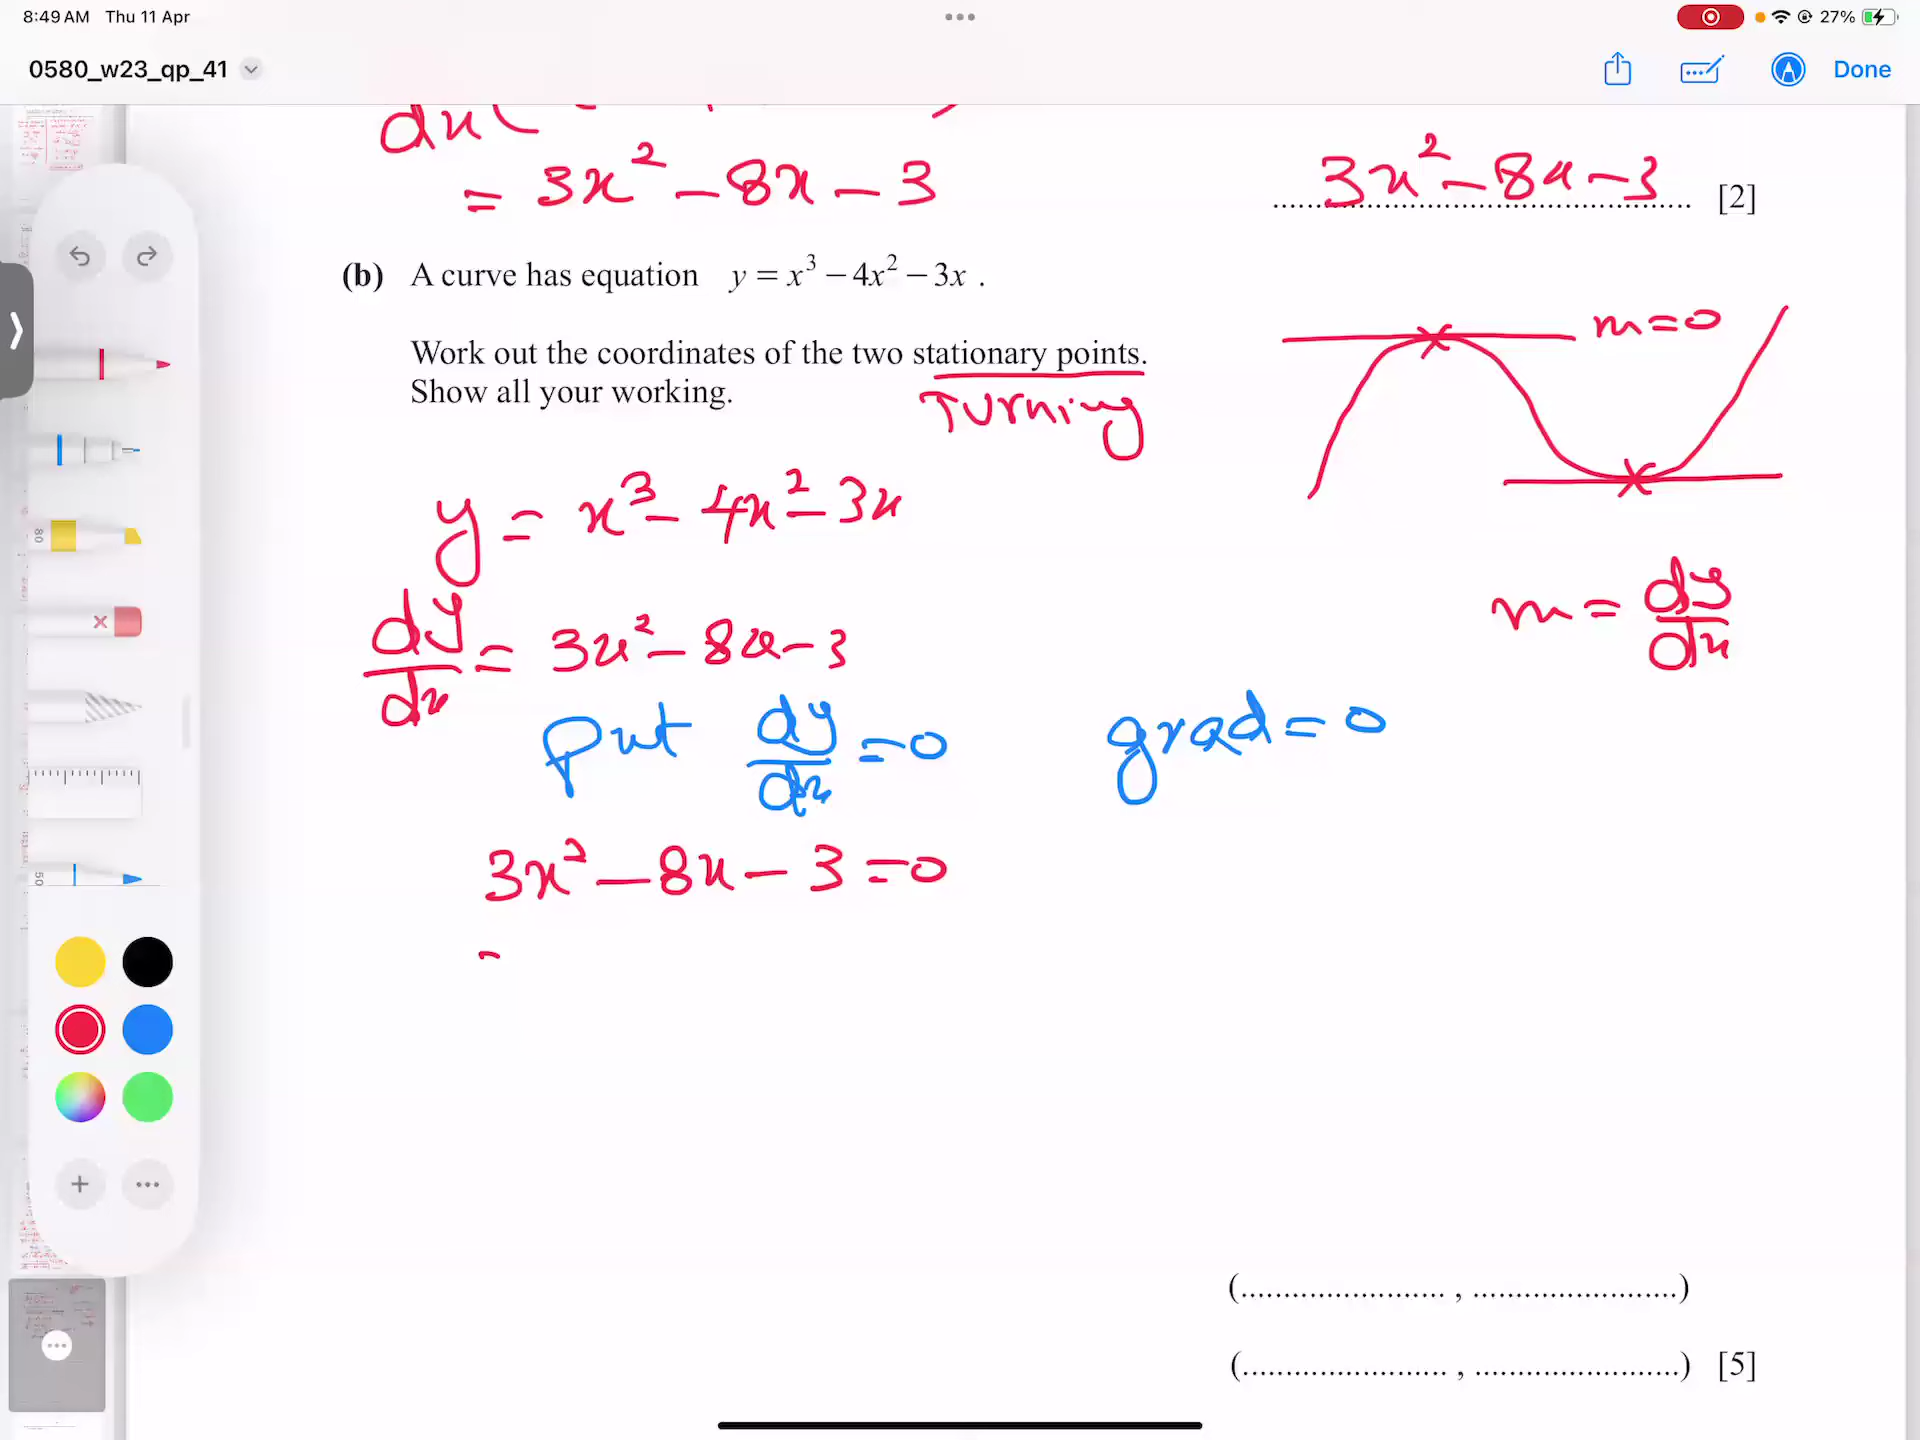 8:49 AM Thu 11 Apr
27%
0580_w23_qp_41
Done
dx
= 3x² − 8x − 3
3x² − 8x − 3 [2]
(b) A curve has equation y = x³ − 4x² − 3x .
m = 0
Work out the coordinates of the two stationary points.
Show all your working.
Turning
y = x³ − 4x² − 3x
m = dy/dx
dy/dx = 3x² − 8x − 3
put dy/dx = 0 grad = 0
3x² − 8x − 3 = 0
80
50
(........................ , ........................)
(........................ , ........................) [5]